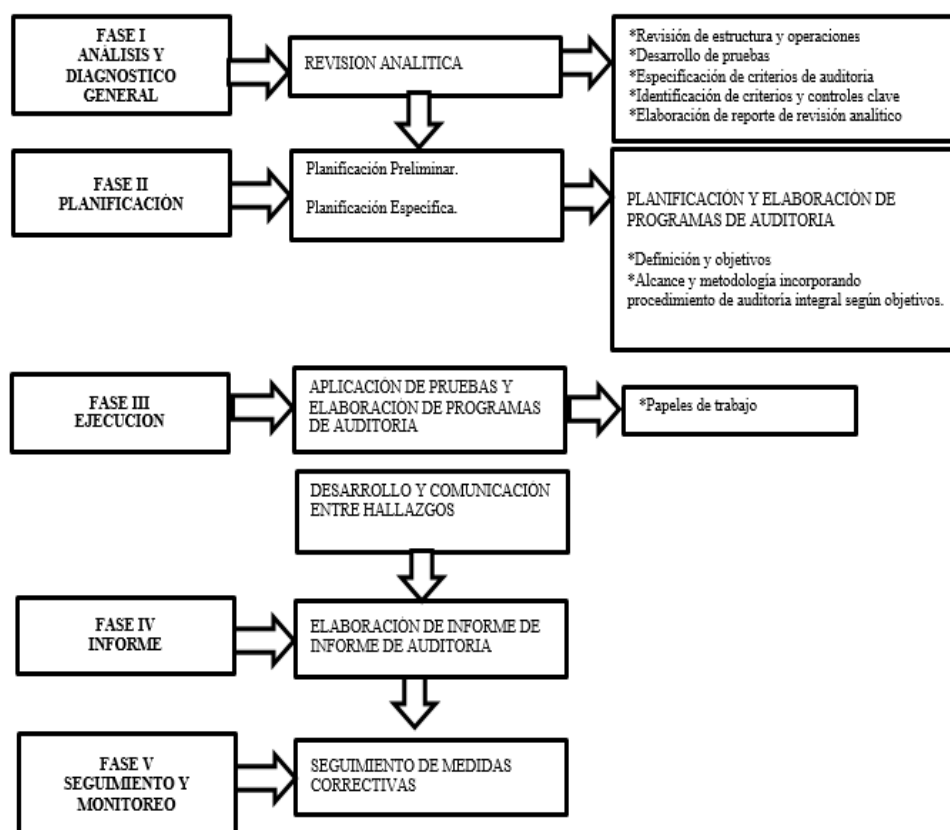 FASE I
ANÁLISIS Y
DIAGNOSTICO
GENERAL
REVISION ANALITICA
*Revisión de estructura y operaciones
*Desarrollo de pruebas
*Especificación de criterios de auditoria
*Identificación de criterios y controles clave
*Elaboración de reporte de revisión analítico
FASE II
PLANIFICACIÓN
Planificación Preliminar.
Planificación Especifica.
PLANIFICACIÓN Y ELABORACIÓN DE
PROGRAMAS DE AUDITORIA
*Definición y objetivos
*Alcance y metodología incorporando
procedimiento de auditoría integral según objetivos.
FASE III
EJECUCION
APLICACIÓN DE PRUEBAS Y
ELABORACIÓN DE PROGRAMAS
DE AUDITORIA
*Papeles de trabajo
DESARROLLO Y COMUNICACIÓN
ENTRE HALLAZGOS
FASE IV
INFORME
ELABORACIÓN DE INFORME DE
INFORME DE AUDITORIA
FASE V
SEGUIMIENTO Y
MONITOREO
SEGUIMIENTO DE MEDIDAS
CORRECTIVAS